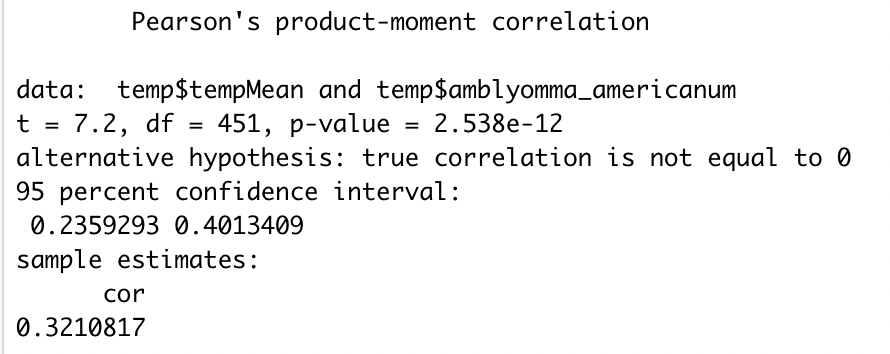 Pearson's product-moment correlation
data:  temp$tempMean and temp$amblyomma_americanum
t = 7.2, df = 451, p-value = 2.538e-12
alternative hypothesis: true correlation is not equal to 0
95 percent confidence interval:
 0.2359293 0.4013409
sample estimates:
      cor
0.3210817